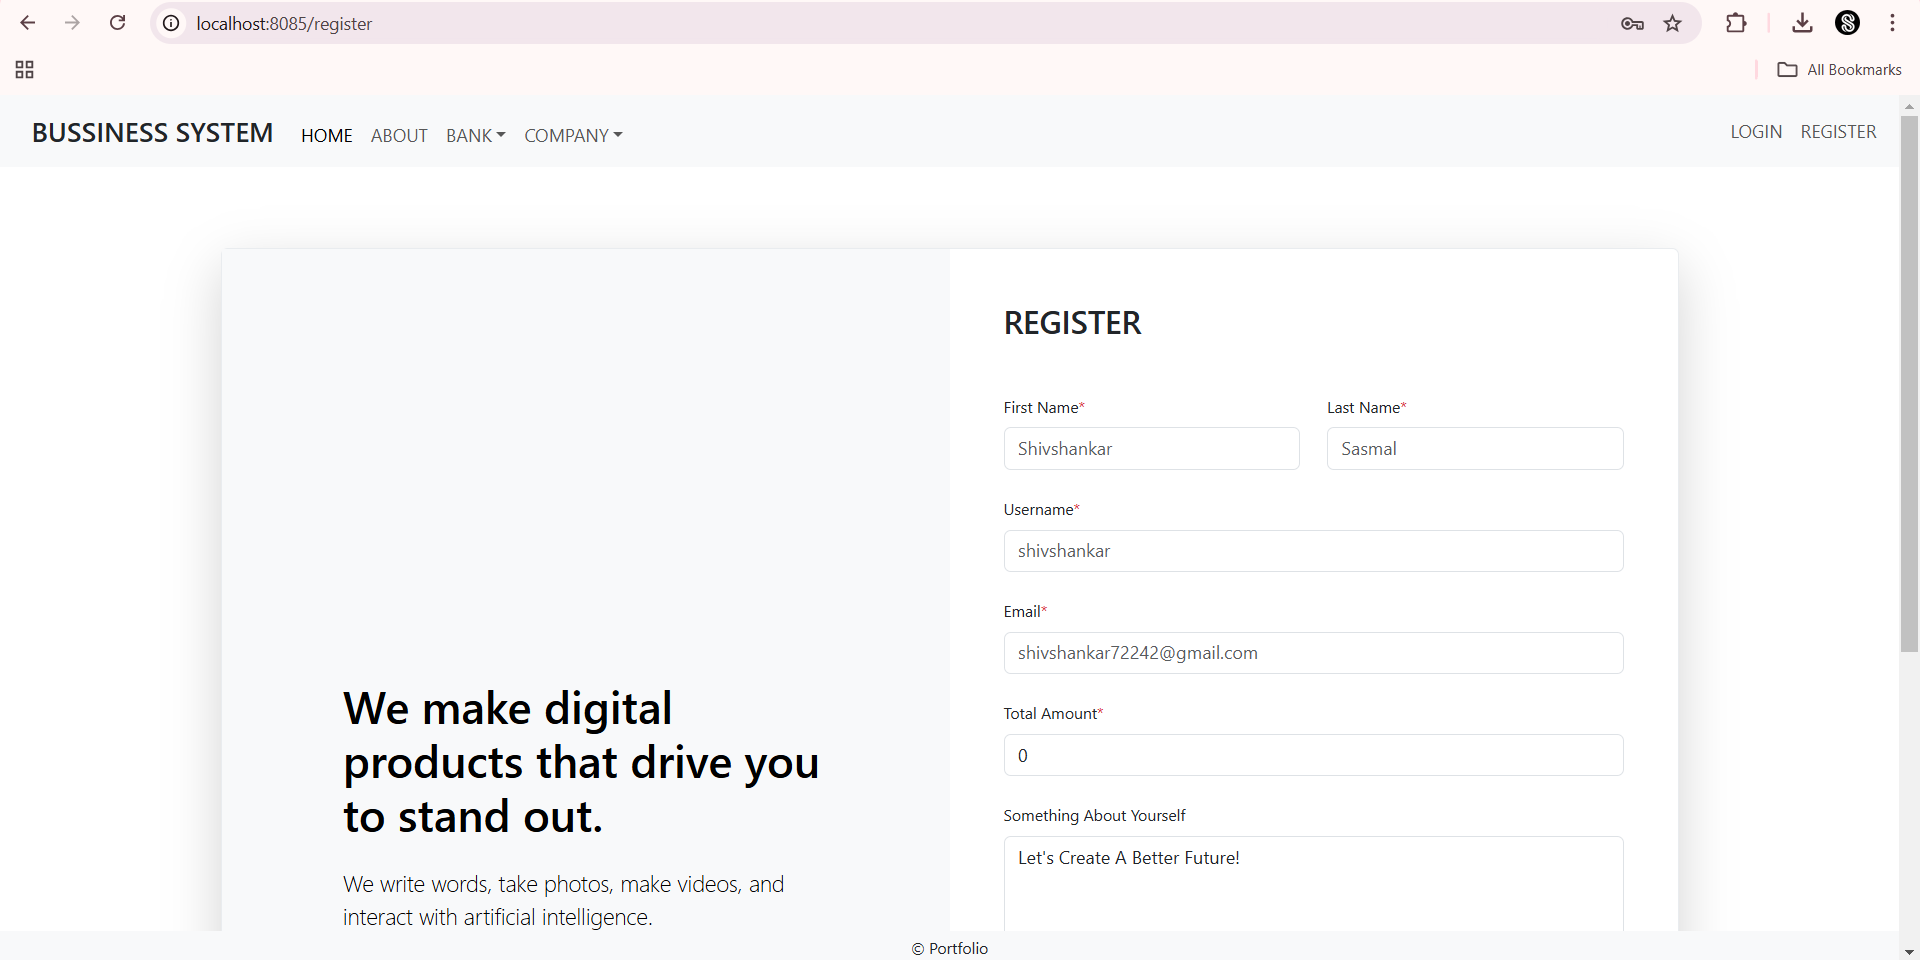 localhost:8085/register
All Bookmarks
BUSSINESS SYSTEM HOME ABOUT BANK COMPANY LOGIN REGISTER
REGISTER
First Name* Last Name*
Shivshankar Sasmal
Username*
shivshankar
Email*
shivshankar72242@gmail.com
Total Amount*
0
Something About Yourself
Let's Create A Better Future!
We make digital
products that drive you
to stand out.
We write words, take photos, make videos, and
interact with artificial intelligence.
© Portfolio